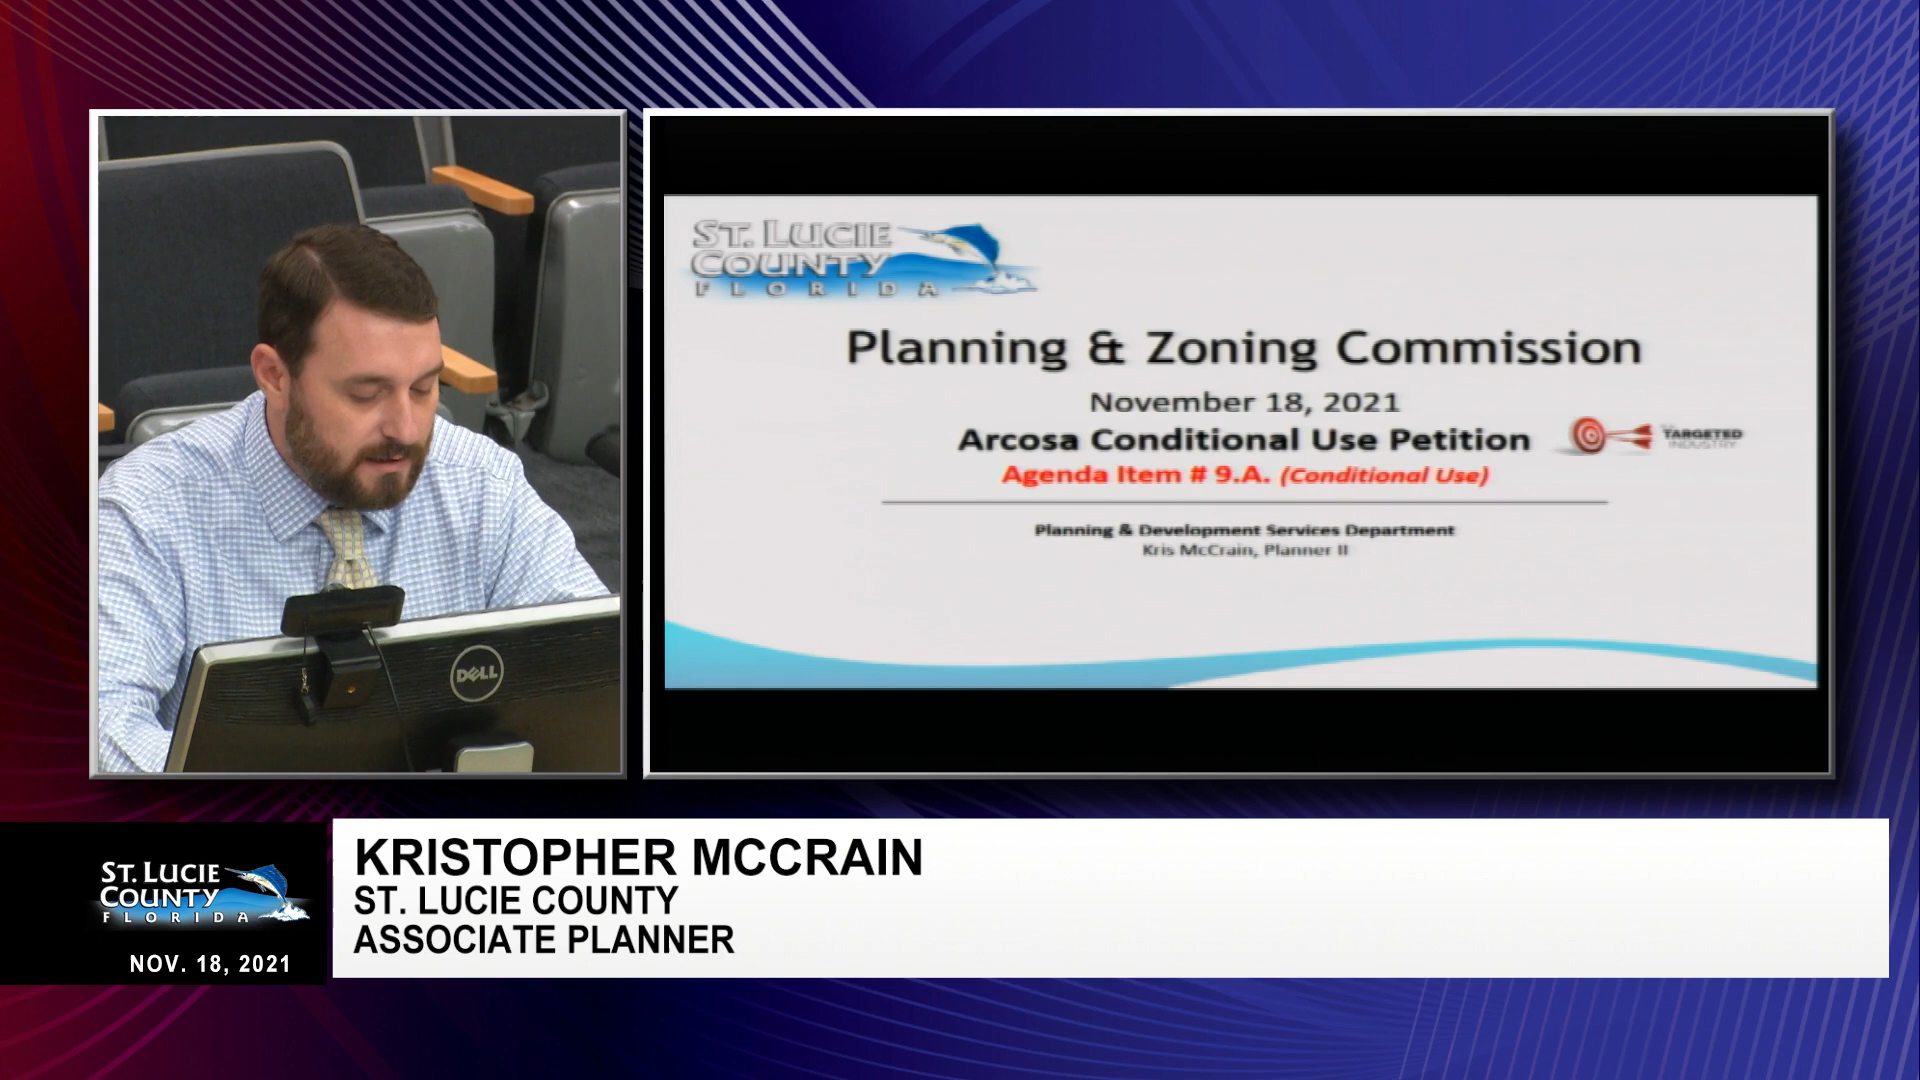 DELL
ST. LUCIE
COUNTY
FLORIDA
Planning & Zoning Commission
November 18, 2021
Arcosa Conditional Use Petition
TARGETED
INDUSTRY
Agenda Item # 9.A. (Conditional Use)
Planning & Development Services Department
Kris McCrain, Planner II
ST. LUCIE
COUNTY
FLORIDA
NOV. 18, 2021
KRISTOPHER MCCRAIN
ST. LUCIE COUNTY
ASSOCIATE PLANNER